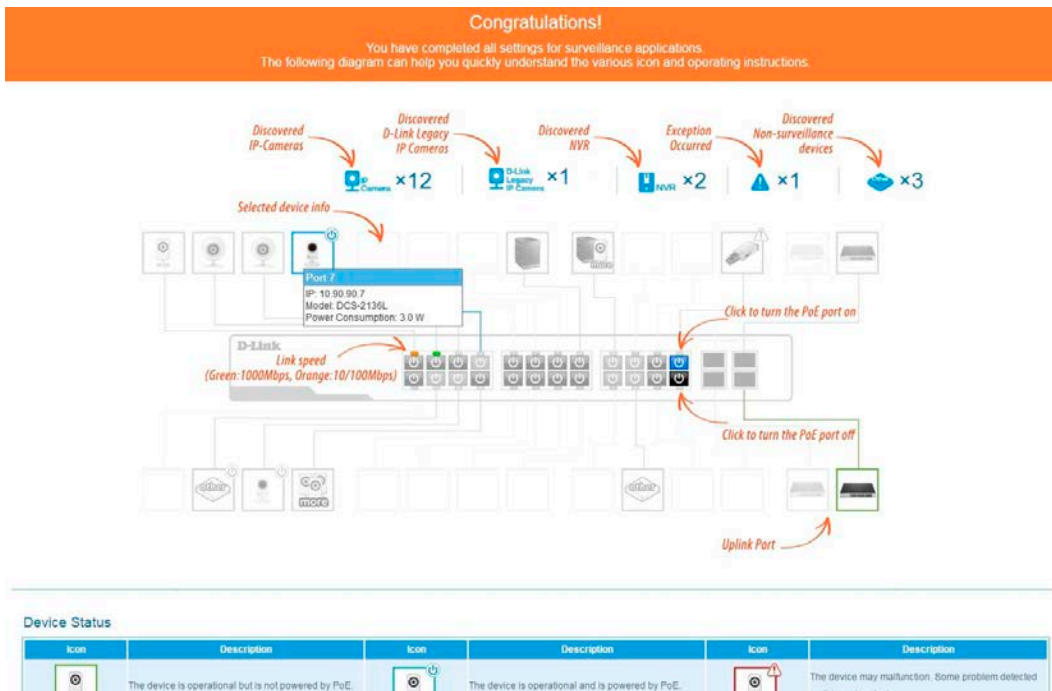 Congratulations!
You have completed all settings for surveillance applications.
The following diagram can help you quickly understand the various icon and operating instructions.
Discovered
IP-Cameras
Discovered
D-Link Legacy
IP Cameras
Discovered
NVR
Exception
Occurred
Discovered
Non-surveillance
devices
IP
Camera ×12
D-Link
Legacy
IP Camera ×1
NVR ×2
×1
Other ×3
Selected device info
more
Port 7
IP: 10.90.90.7
Model: DCS-2136L
Power Consumption: 3.0 W
Click to turn the PoE port on
D-Link
Link speed
(Green:1000Mbps, Orange:10/100Mbps)
Click to turn the PoE port off
other
more
other
Uplink Port
Device Status
Icon Description Icon Description Icon Description
The device is operational but is not powered by PoE.
The device is operational and is powered by PoE.
The device may malfunction. Some problem detected